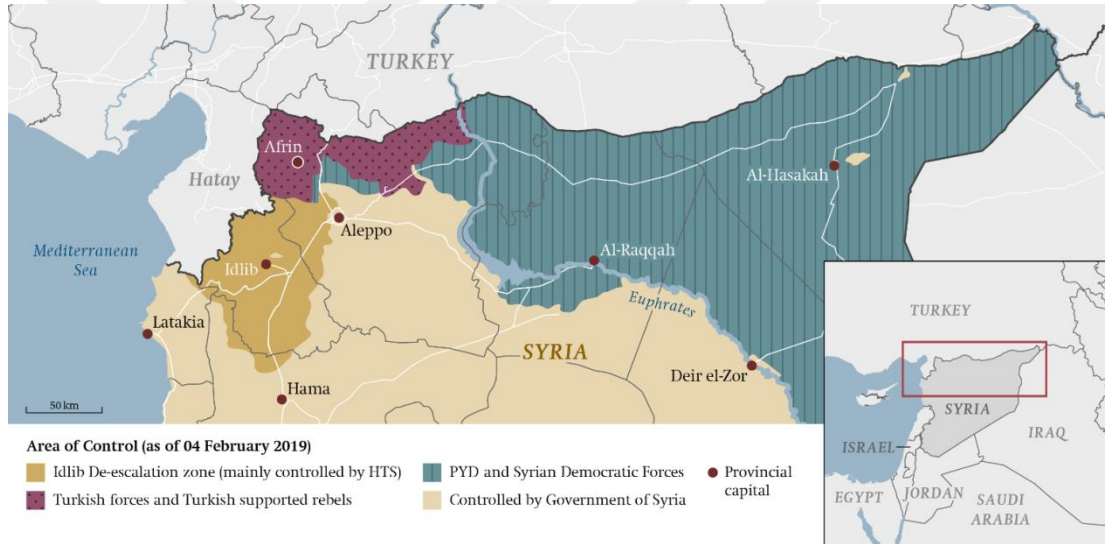 TURKEY
Afrin
Hatay
Al-Hasakah
Aleppo
Mediterranean
Sea
Idlib
Al-Raqqah
Euphrates
Latakia
SYRIA
Deir el-Zor
Hama
50 km
TURKEY
SYRIA
ISRAEL
IRAQ
EGYPT
JORDAN
SAUDI
ARABIA
Area of Control (as of 04 February 2019)
Idlib De-escalation zone (mainly controlled by HTS)
Turkish forces and Turkish supported rebels
PYD and Syrian Democratic Forces
Controlled by Government of Syria
Provincial
capital